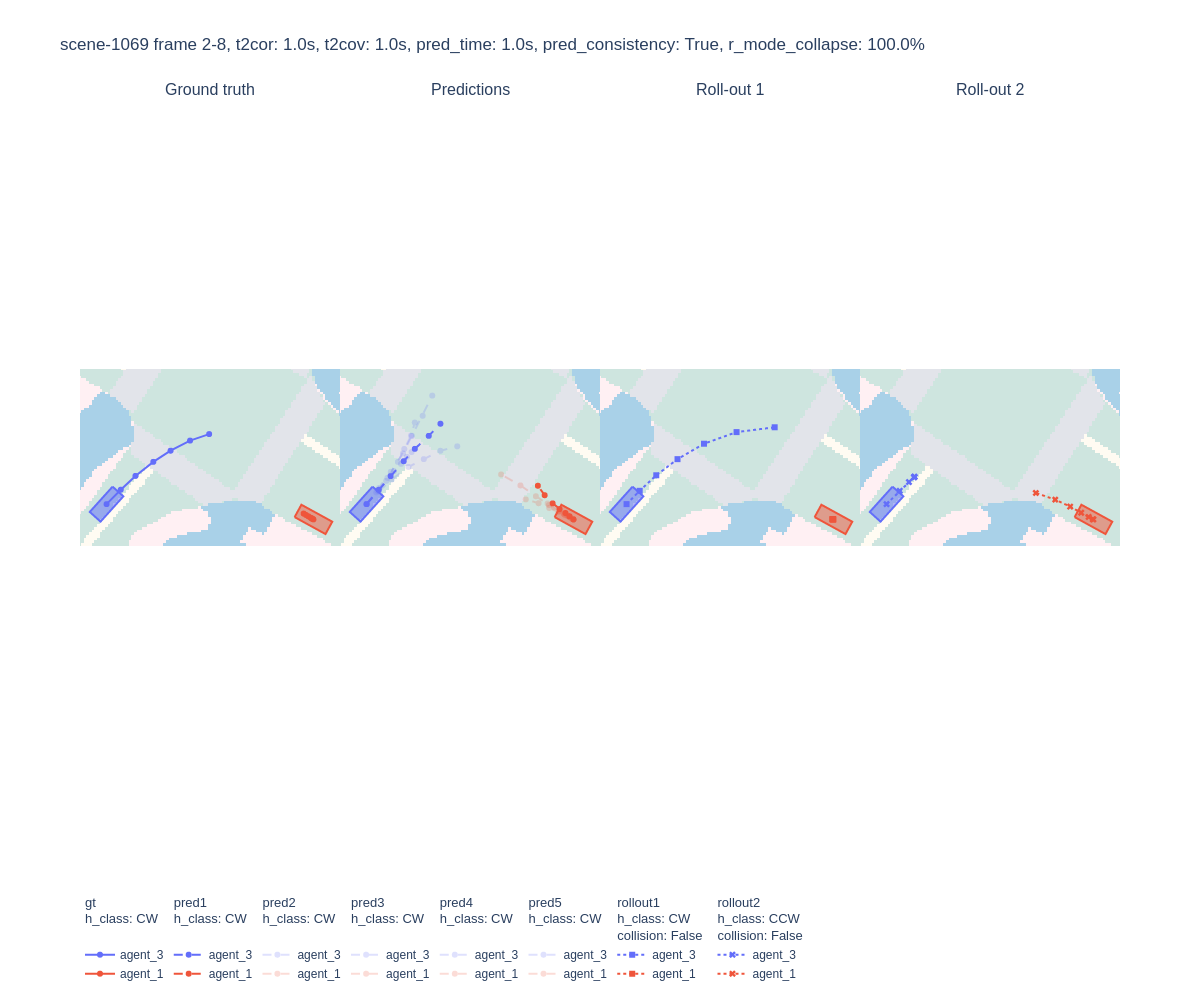 scene-1069 frame 2-8, t2cor: 1.0s, t2cov: 1.0s, pred_time: 1.0s, pred_consistency: True, r_mode_collapse: 100.0%
Ground truth Predictions Roll-out 1 Roll-out 2
gt pred1 pred2 pred3 pred4 pred5 rollout1 rollout2
h_class: CW h_class: CW h_class: CW h_class: CW h_class: CW h_class: CW h_class: CW h_class: CCW
collision: False collision: False
agent_3 agent_3 agent_3 agent_3 agent_3 agent_3 agent_3 agent_3
agent_1 agent_1 agent_1 agent_1 agent_1 agent_1 agent_1 agent_1